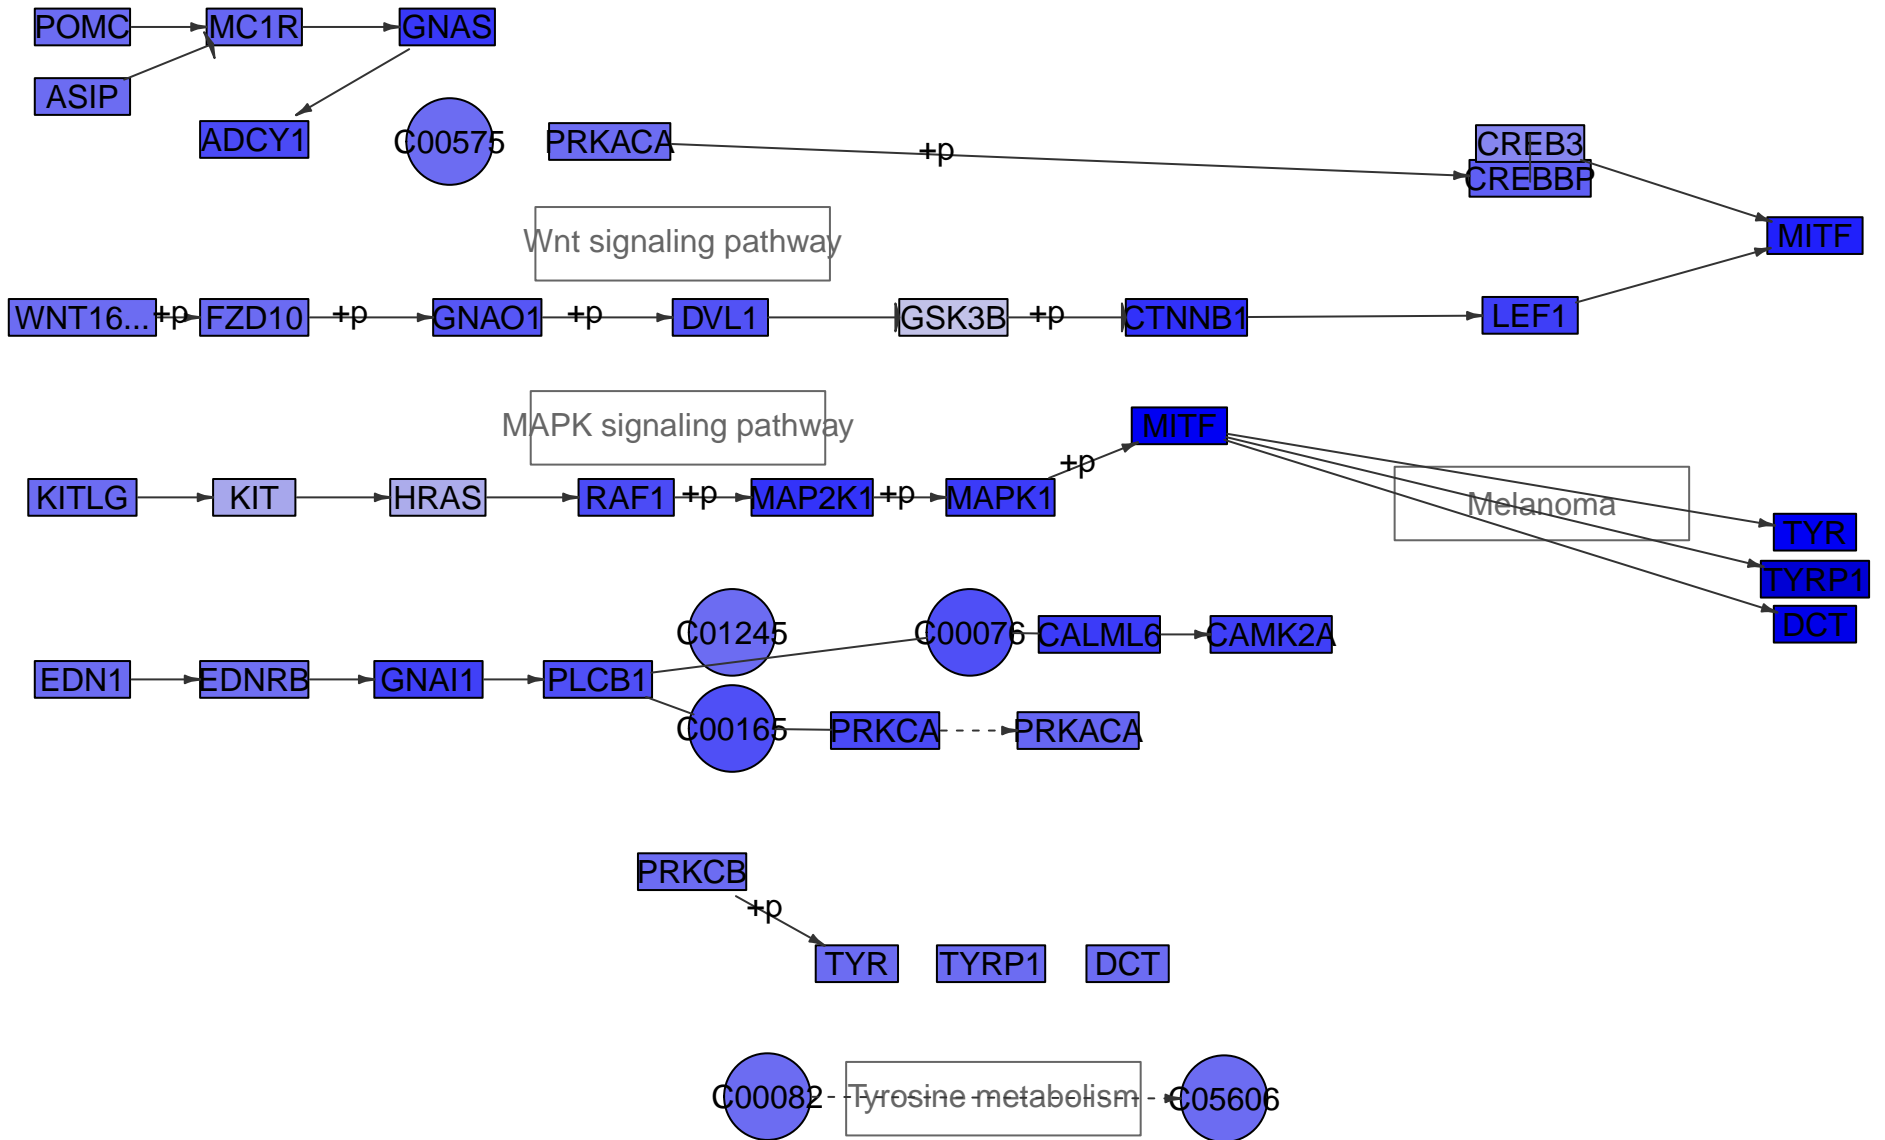 POMC
MC1R
GNAS
ASIP
ADCY1
C00575
PRKACA
+p
CREB3
CREBBP
MITF
Wnt signaling pathway
WNT16...
+p
FZD10
+p
GNAO1
+p
DVL1
GSK3B
+p
CTNNB1
LEF1
MAPK signaling pathway
MITF
+p
KITLG
KIT
HRAS
RAF1
+p
MAP2K1
+p
MAPK1
Melanoma
TYR
TYRP1
DCT
C01245
C00076
CALML6
CAMK2A
EDN1
EDNRB
GNAI1
PLCB1
C00165
PRKCA
PRKACA
PRKCB
+p
TYR
TYRP1
DCT
C00082
Tyrosine metabolism
C05606